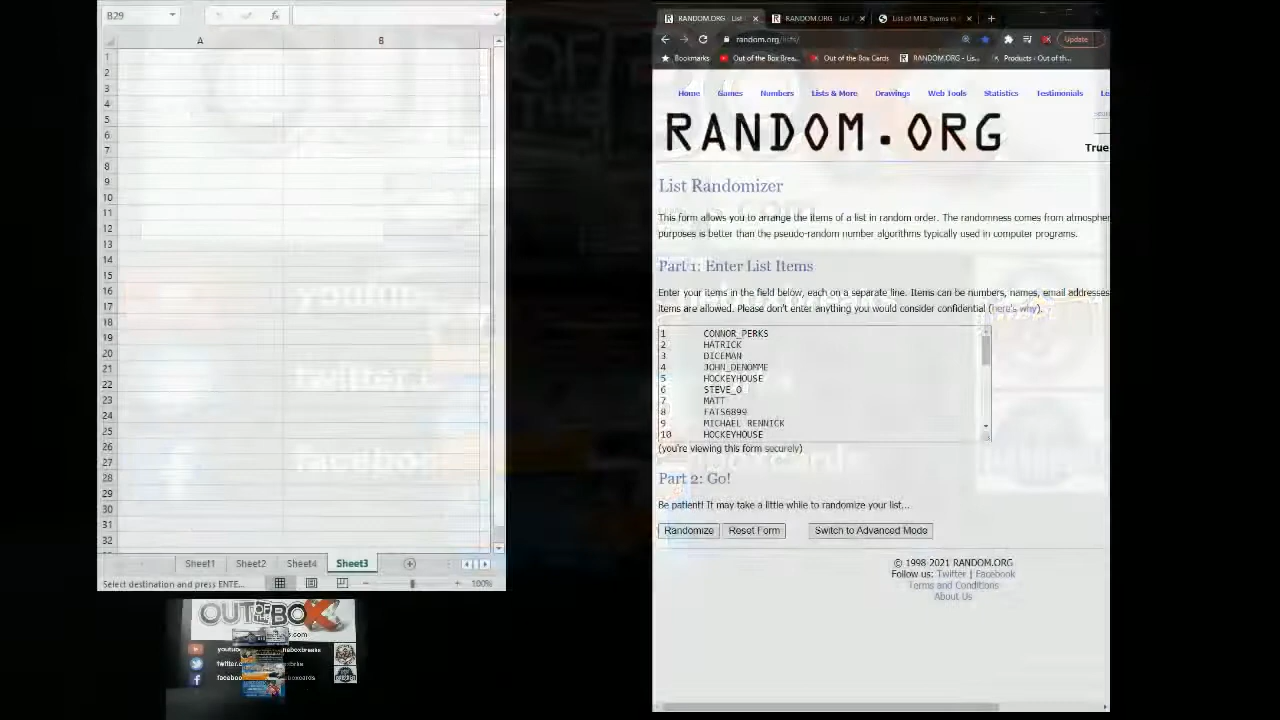 B29
fx
A B
1
2
3
4
5
6
7
8
9
10
11
12
13
14
15
16
17
18
19
20
21
22
23
24
25
26
27
28
29
30
31
32
Sheet1 Sheet2 Sheet4 Sheet3
Select destination and press ENTE... 100%
OUT OF THE BOX
RANDOM.ORG - List RANDOM.ORG - List List of MLB Teams in
random.org/lists/ Update
Bookmarks Out of the Box Brea... Out of the Box Cards RANDOM.ORG - Lis... Products - Out of th...
Home Games Numbers Lists & More Drawings Web Tools Statistics Testimonials Le
RANDOM.ORG
True
List Randomizer
This form allows you to arrange the items of a list in random order. The randomness comes from atmospher
purposes is better than the pseudo-random number algorithms typically used in computer programs.
Part 1: Enter List Items
Enter your items in the field below, each on a separate line. Items can be numbers, names, email addresses
items are allowed. Please don't enter anything you would consider confidential (here's why).
1 CONNOR_PERKS
2 HATRICK
3 DICEMAN
4 JOHN_DENOMME
5 HOCKEYHOUSE
6 STEVE_O
7 MATT
8 FATS6899
9 MICHAEL RENNICK
10 HOCKEYHOUSE
(you're viewing this form securely)
Part 2: Go!
Be patient! It may take a little while to randomize your list...
Randomize Reset Form Switch to Advanced Mode
© 1998-2021 RANDOM.ORG
Follow us: Twitter | Facebook
Terms and Conditions
About Us